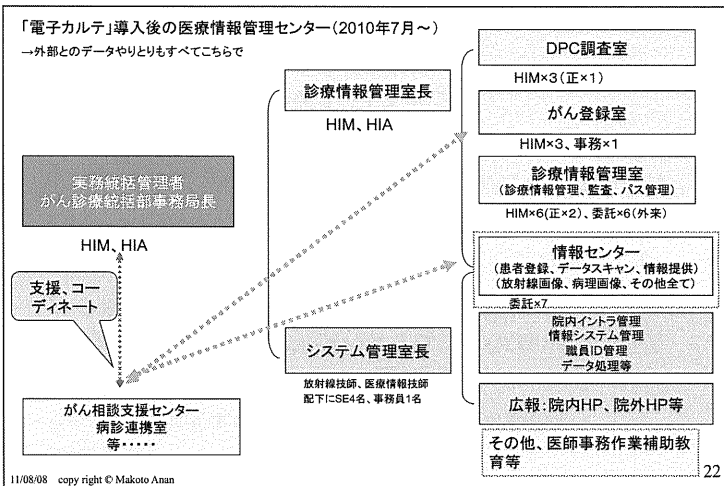 「電子カルテ」導入後の医療情報管理センター(2010年7月～)
→外部とのデータやりとりもすべてこちらで
実務統括管理者
がん診療統括部事務局長
HIM、HIA
支援、コー
ディネート
がん相談支援センター
病診連携室
等・・・・・
診療情報管理室長
HIM、HIA
システム管理室長
放射線技師、医療情報技師
配下にSE4名、事務員1名
DPC調査室
HIM×3(正×1)
がん登録室
HIM×3、事務×1
診療情報管理室
(診療情報管理、監査、パス管理)
HIM×6(正×2)、委託×6(外来)
情報センター
(患者登録、データスキャン、情報提供)
(放射線画像、病理画像、その他全て)
委託×7
院内イントラ管理
情報システム管理
職員ID管理
データ処理等
広報:院内HP、院外HP等
その他、医師事務作業補助教
育等
11/08/08 copy right © Makoto Anan
22